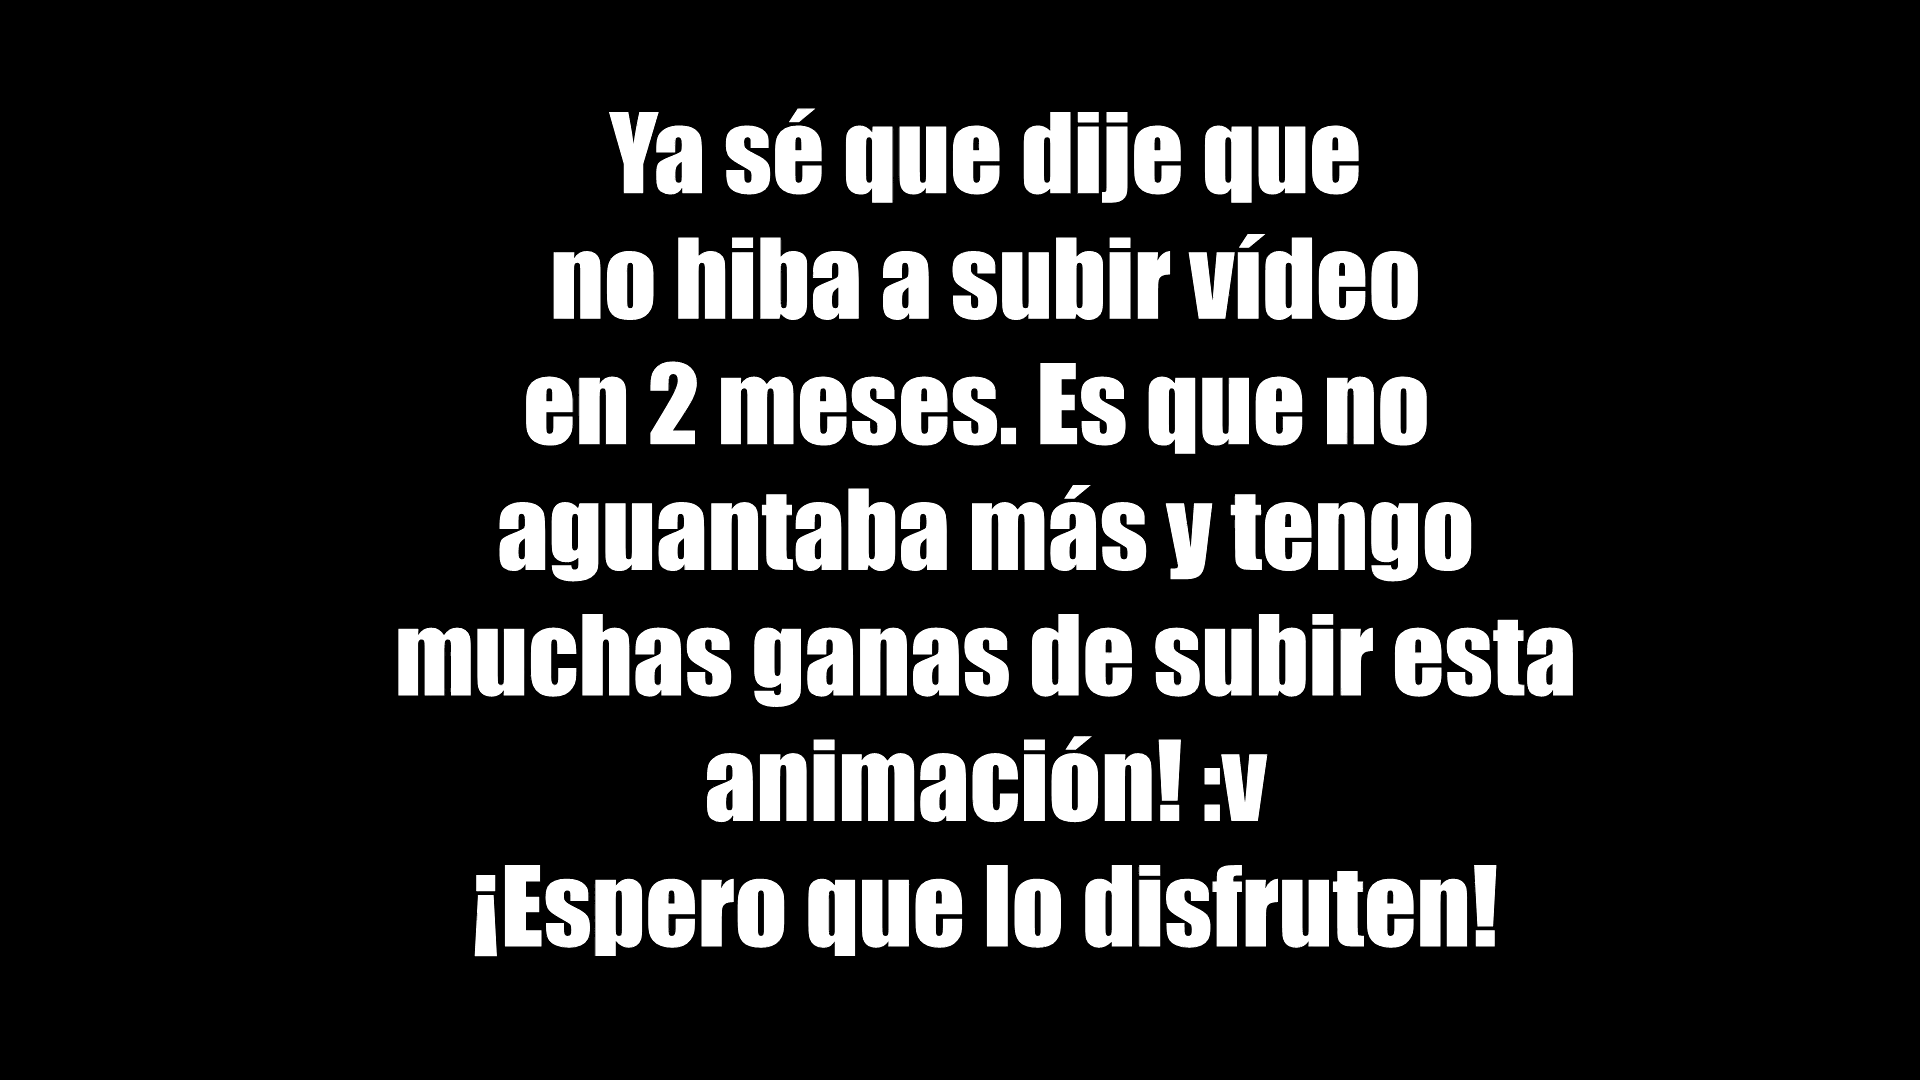 Ya sé que dije que
no hiba a subir vídeo
en 2 meses. Es que no
aguantaba más y tengo
muchas ganas de subir esta
animación! :v
¡Espero que lo disfruten!